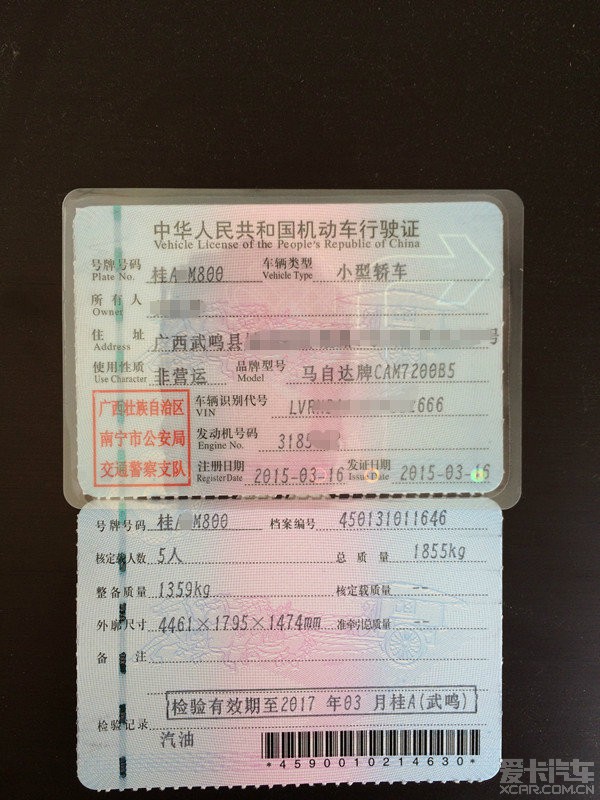 中华人民共和国机动车行驶证
Vehicle License of the People's Republic of China
号牌号码 桂A M800 车辆类型 小型轿车
Plate No. Vehicle Type
所有人
Owner
住址 广西武鸣县 号
Address
使用性质 非营运 品牌型号 马自达牌CAM7200B5
Use Character Model
广西壮族自治区
南宁市公安局
交通警察支队
车辆识别代号 LVRH 666
VIN
发动机号码 3185
Engine No.
注册日期 2015-03-16 发证日期 2015-03-16
Register Date Issue Date
号牌号码 桂A M800 档案编号 450131011646
核定载人数 5人 总质量 1855kg
整备质量 1359kg 核定载质量 --
外廓尺寸 4461×1795×1474mm 准牵引总质量 --
备注
检验有效期至2017 年03 月桂A(武鸣)
检验记录
汽油
*4590010214630*
爱卡汽车
XCAR.COM.CN